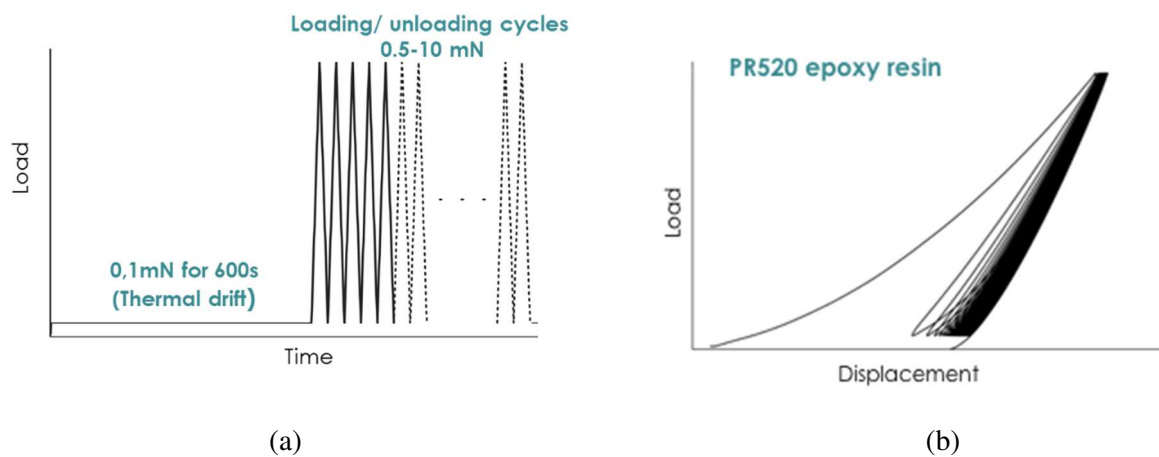 Loading/ unloading cycles
0.5-10 mN
Load
0,1mN for 600s
(Thermal drift)
Time
(a)
PR520 epoxy resin
Load
Displacement
(b)